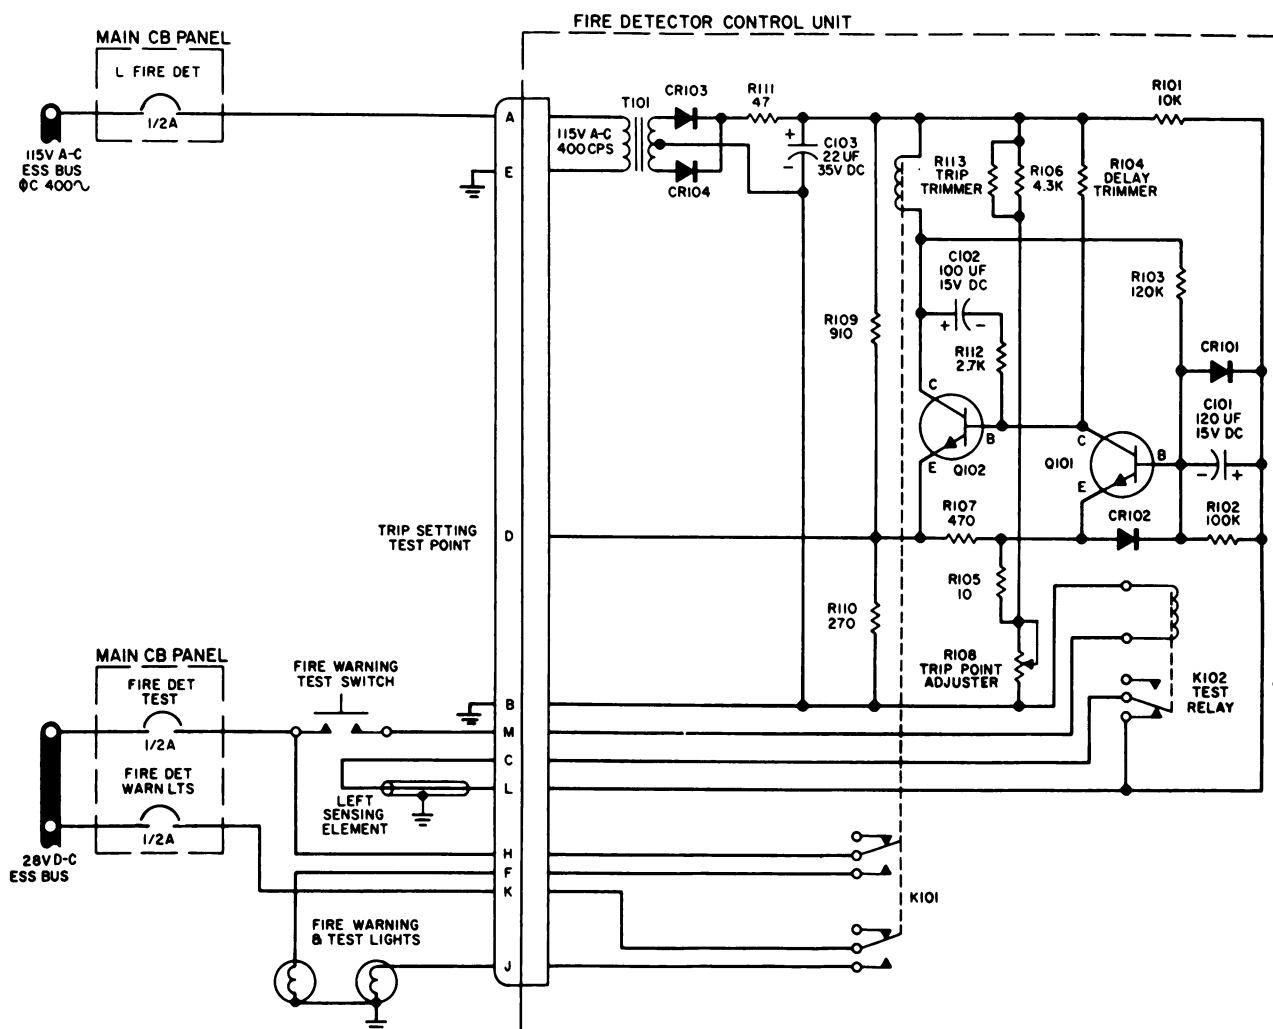 FIRE DETECTOR CONTROL UNIT
MAIN CB PANEL
L FIRE DET
1/2A
115V A-C
ESS BUS
ΦC 400~
A
E
115V A-C
400 CPS
T101
CR103
CR104
R111
47
+
-
C103
22 UF
35V DC
R113
TRIP
TRIMMER
R106
4.3K
R104
DELAY
TRIMMER
R101
10K
C102
100 UF
15V DC
+
-
R103
120K
R109
910
R112
2.7K
CR101
C101
120 UF
15V DC
-
+
C
B
E
Q102
C
B
E
Q101
R107
470
CR102
R102
100K
TRIP SETTING
TEST POINT
D
R105
10
R110
270
R108
TRIP POINT
ADJUSTER
K102
TEST
RELAY
MAIN CB PANEL
FIRE DET
TEST
1/2A
FIRE DET
WARN LTS
1/2A
28V D-C
ESS BUS
FIRE WARNING
TEST SWITCH
B
M
C
L
LEFT
SENSING
ELEMENT
H
F
K
K101
FIRE WARNING
& TEST LIGHTS
J